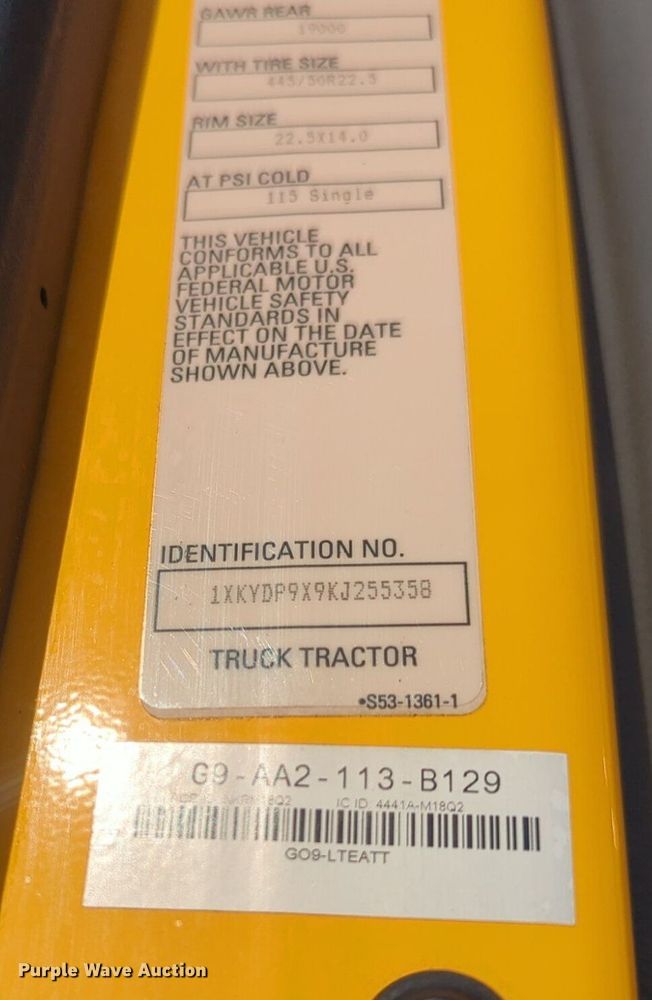 GAWR REAR
19000
WITH TIRE SIZE
445/50R22.5
RIM SIZE
22.5X14.0
AT PSI COLD
115 Single
THIS VEHICLE
CONFORMS TO ALL
APPLICABLE U.S.
FEDERAL MOTOR
VEHICLE SAFETY
STANDARDS IN
EFFECT ON THE DATE
OF MANUFACTURE
SHOWN ABOVE.
IDENTIFICATION NO.
1XKYDP9X9KJ255358
TRUCK TRACTOR
•S53-1361-1
G9-AA2-113-B129
IC ID: 4441A-M18Q2
GO9-LTEATT
Purple Wave Auction